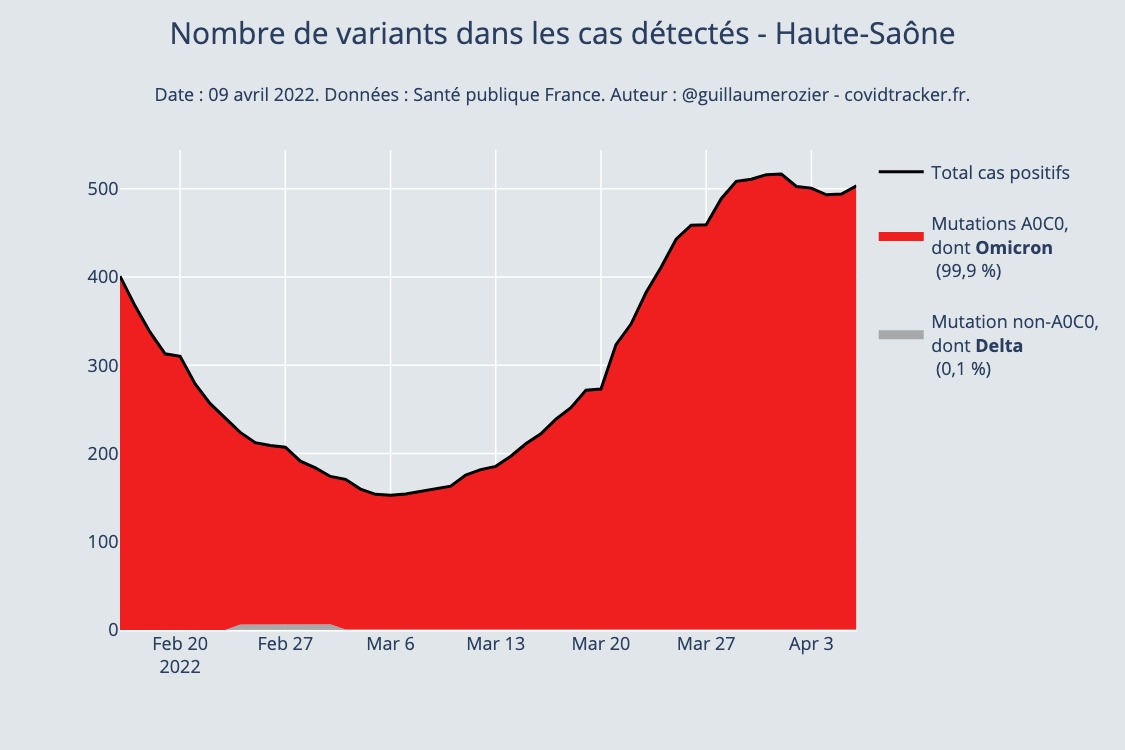 Nombre de variants dans les cas détectés - Haute-Saône
Date : 09 avril 2022. Données : Santé publique France. Auteur : @guillaumerozier - covidtracker.fr.
500
400
300
200
100
0
Feb 20
2022
Feb 27
Mar 6
Mar 13
Mar 20
Mar 27
Apr 3
Total cas positifs
Mutations A0C0,
dont Omicron
(99,9 %)
Mutation non-A0C0,
dont Delta
(0,1 %)